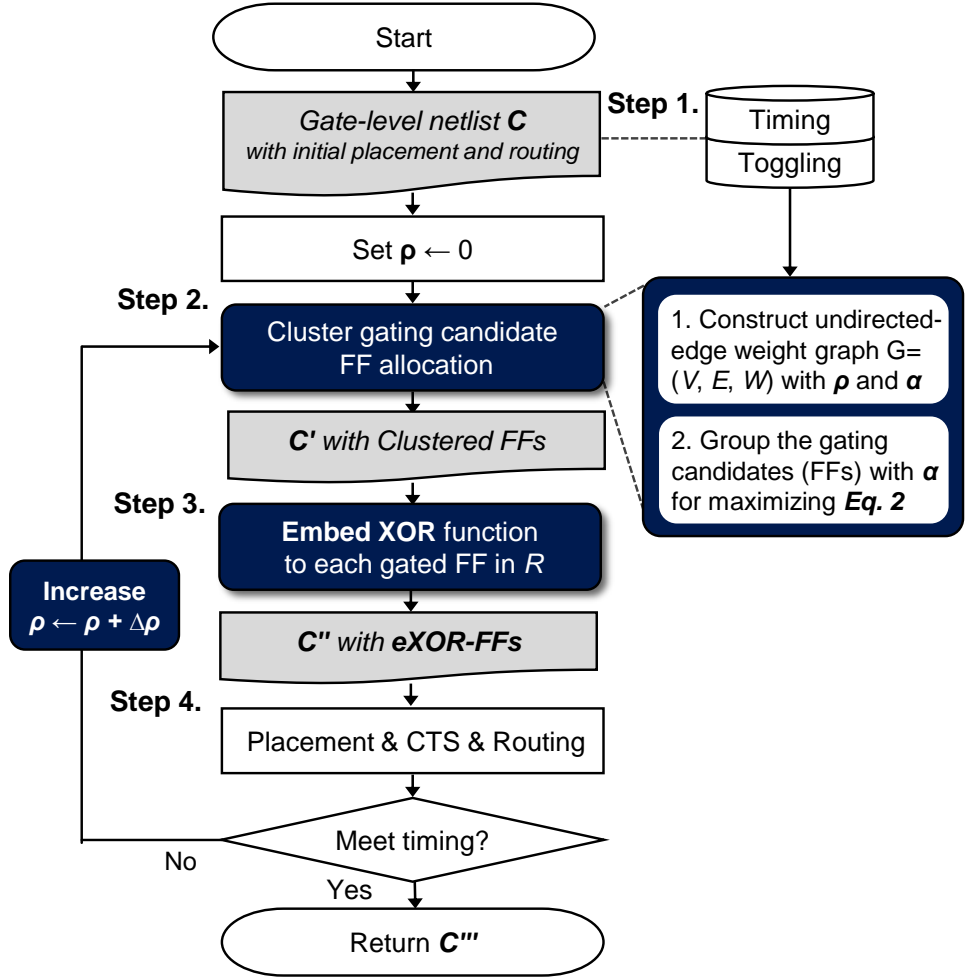 Start
Step 1.
Gate-level netlist C
with initial placement and routing
Timing
Toggling
Set ρ ← 0
Step 2.
Cluster gating candidate
FF allocation
1. Construct undirected-
edge weight graph G=
(V, E, W) with ρ and α
2. Group the gating
candidates (FFs) with α
for maximizing Eq. 2
C' with Clustered FFs
Step 3.
Embed XOR function
to each gated FF in R
Increase
ρ ← ρ + Δρ
C'' with eXOR-FFs
Step 4.
Placement & CTS & Routing
Meet timing?
No
Yes
Return C'''